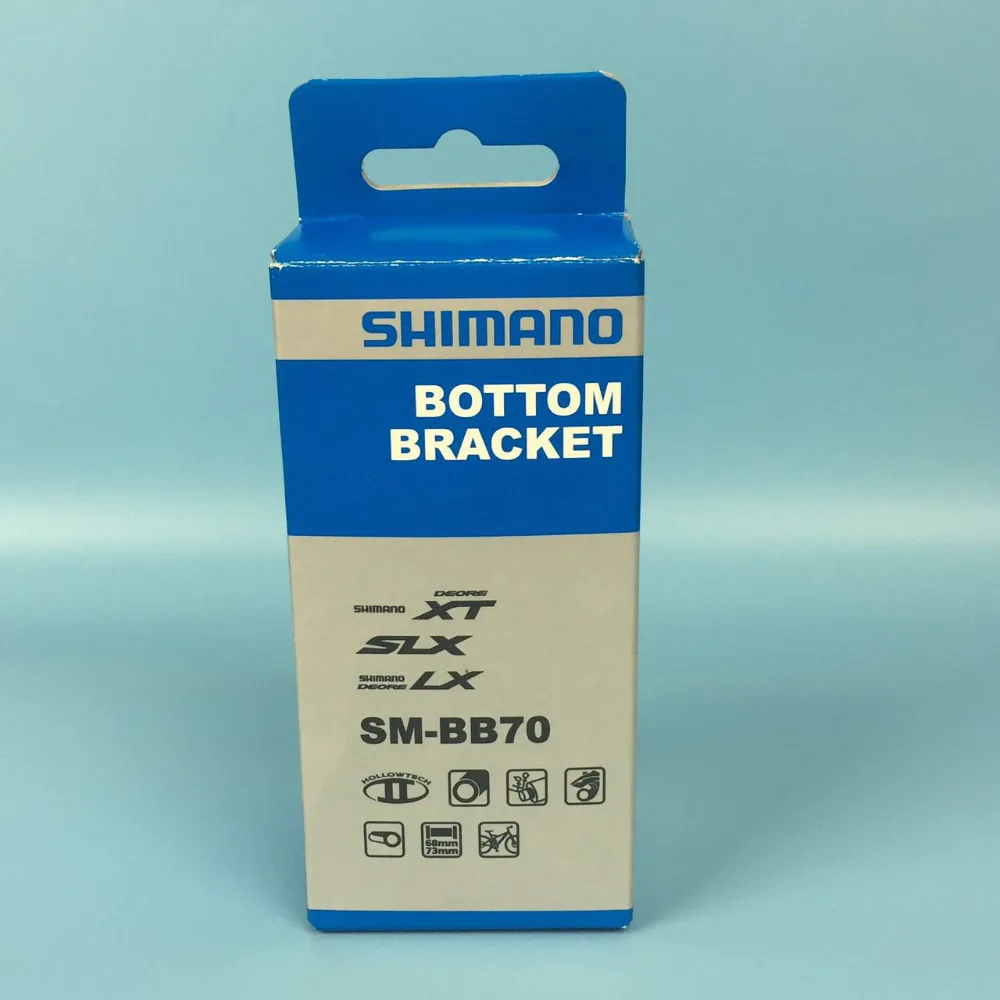 SHIMANO
BOTTOM
BRACKET
DEORE
SHIMANO XT
SLX
SHIMANO
DEORE LX
SM-BB70
HOLLOWTECH
II
68mm
73mm